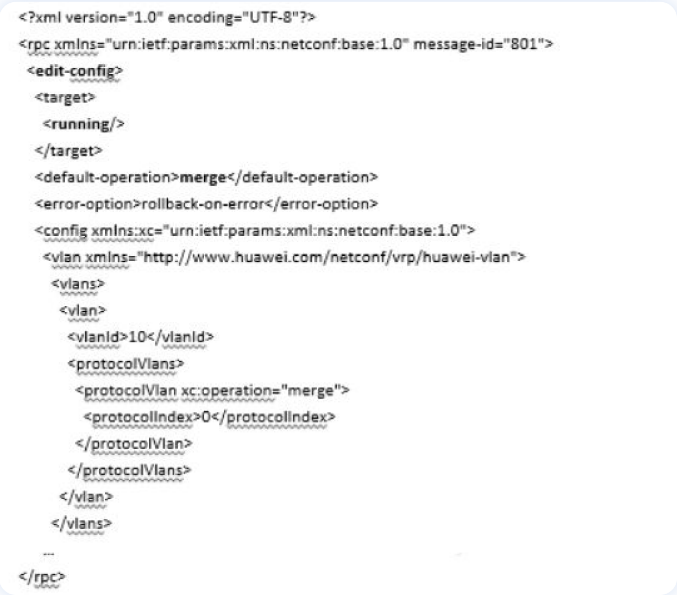 <?xml version="1.0" encoding="UTF-8"?>
<rpc xmlns="urn:ietf:params:xml:ns:netconf:base:1.0" message-id="801">
<edit-config>
<target>
<running/>
</target>
<default-operation>merge</default-operation>
<error-option>rollback-on-error</error-option>
<config xmlns:xc="urn:ietf:params:xml:ns:netconf:base:1.0">
<vlan xmlns="http://www.huawei.com/netconf/vrp/huawei-vlan">
<vlans>
<vlan>
<vlanId>10</vlanId>
<protocolVlans>
<protocolVlan xc:operation="merge">
<protocolIndex>0</protocolIndex>
</protocolVlan>
</protocolVlans>
</vlan>
</vlans>
...
</rpc>